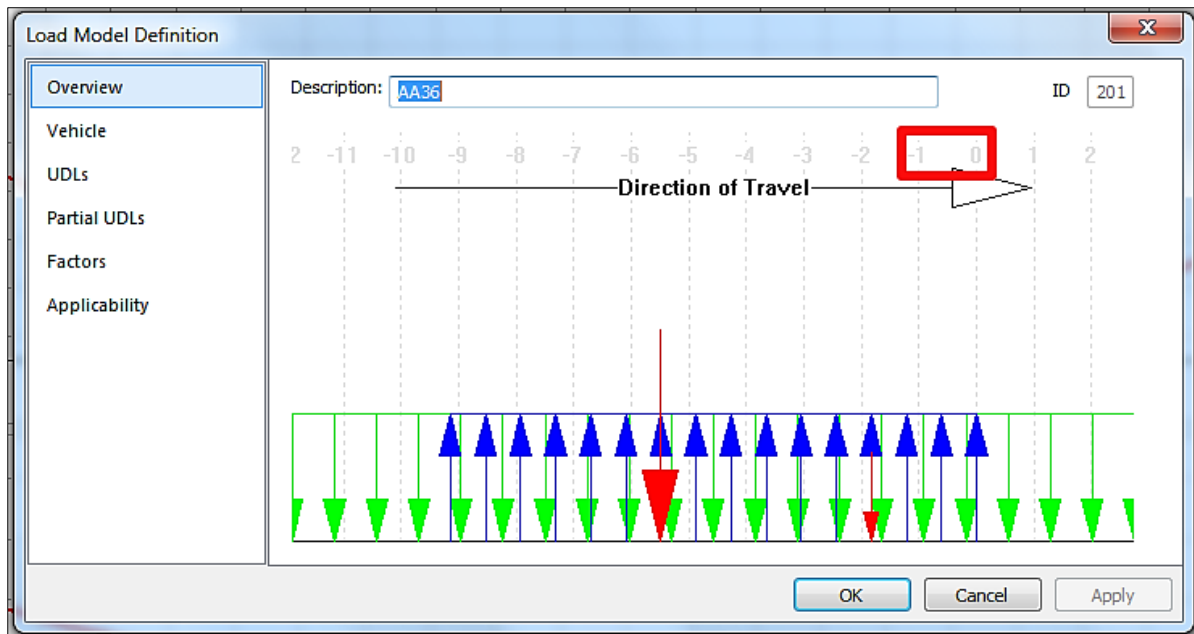 Load Model Definition
Overview
Vehicle
UDLs
Partial UDLs
Factors
Applicability
Description: AA36 ID 201
2 -11 -10 -9 -8 -7 -6 -5 -4 -3 -2 -1 0 1 2
Direction of Travel
OK Cancel Apply